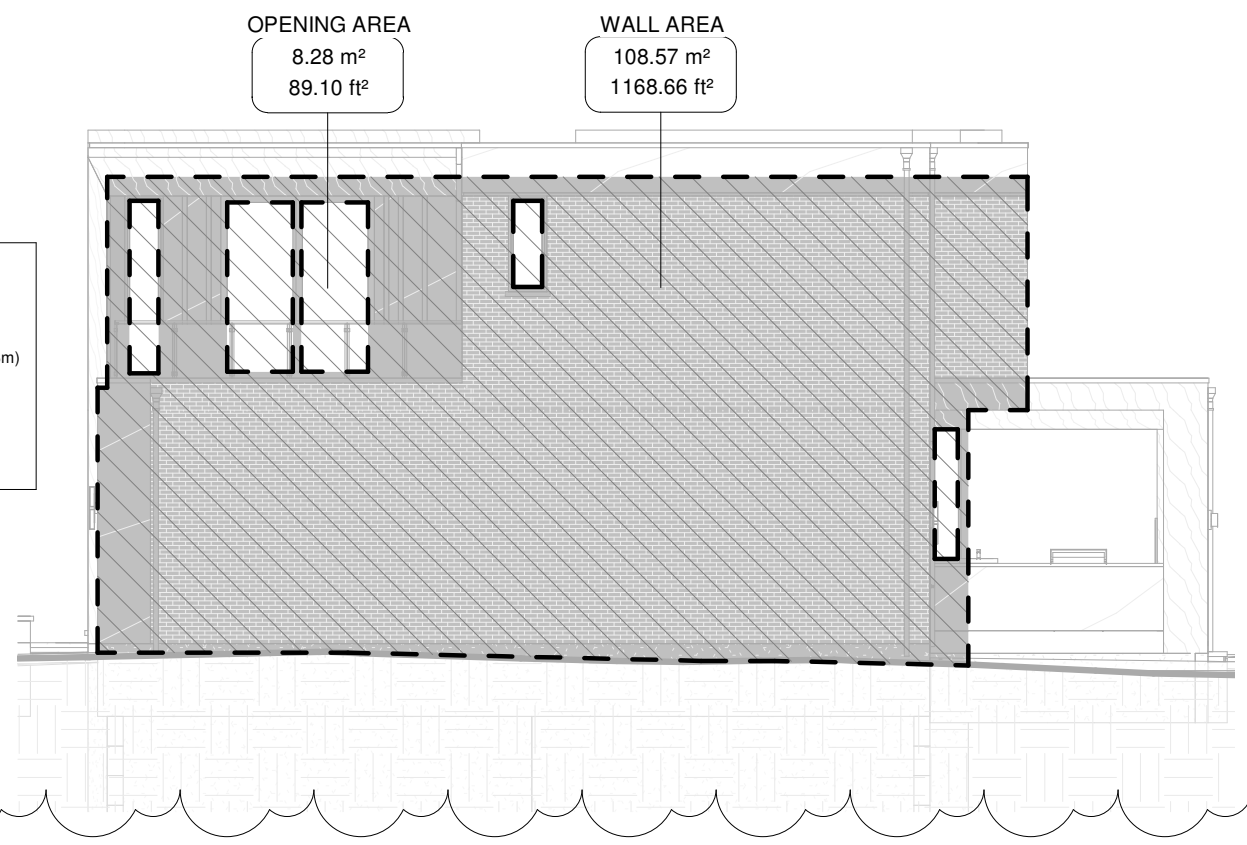 OPENING AREA
8.28 m²
89.10 ft²
WALL AREA
108.57 m²
1168.66 ft²
m)